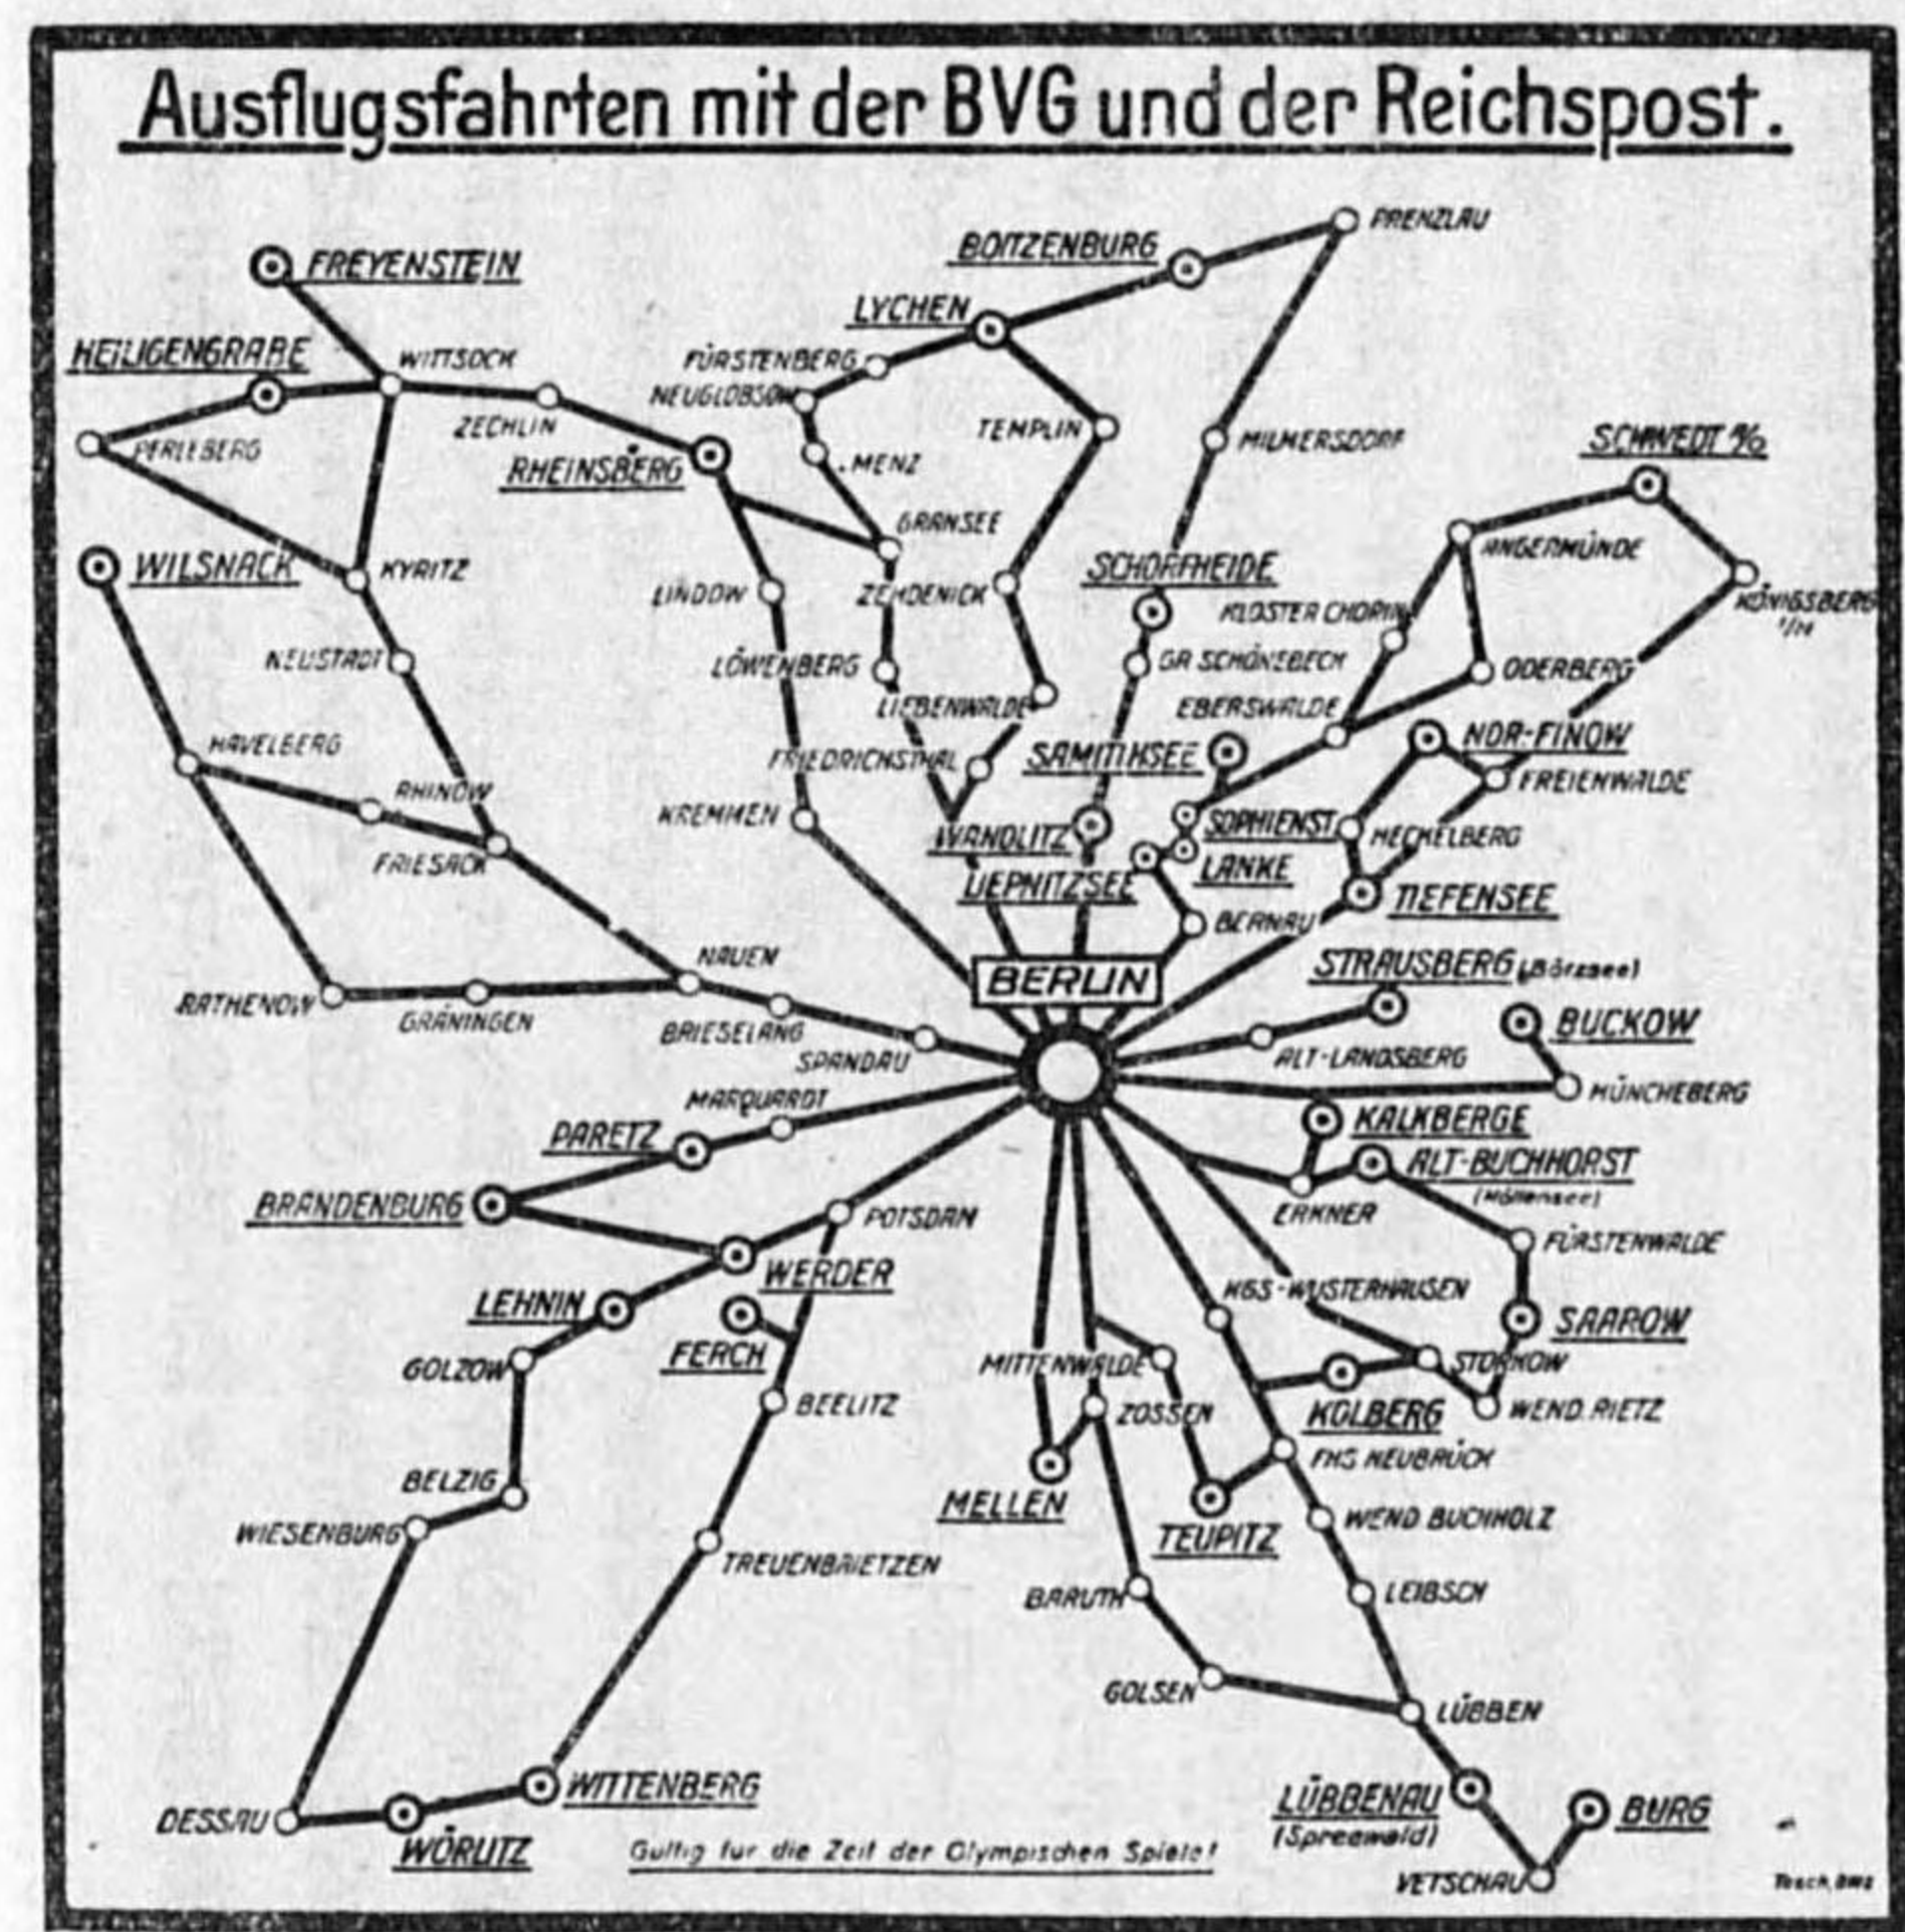 Ausflugsfahrten mit der BVG und der Reichspost.
PRENZLAU
BOITZENBURG
FREYENSTEIN
LYCHEN
HEILIGENGRABE
WITTSOCK
FÜRSTENBERG
NEUGLOBSOW
ZECHLIN
TEMPLIN
MILMERSDORF
SCHWEDT a/O
PERLEBERG
RHEINSBERG
MENZ
GRANSEE
ANGERMÜNDE
WILSNACK
KYRITZ
LINDOW
ZEHDENICK
SCHORFHEIDE
KLOSTER CHORIN
KÖNIGSBERG
NEUSTADT
LÖWENBERG
GR. SCHÖNEBECK
ODERBERG
LIEBENWALDE
EBERSWALDE
HAVELBERG
FRIEDRICHSTHAL
SAMITHSEE
NDR-FINOW
FREIENWALDE
RHINOW
KREMMEN
WANDLITZ
SOPHIENST.
HECKELBERG
FRIESACK
LIEPNITZSEE
LANKE
TIEFENSEE
BERNAU
NAUEN
BERLIN
STRAUSBERG (Bötzsee)
RATHENOW
GRÄNINGEN
BRIESELANG
BUCKOW
SPANDAU
ALT-LANDSBERG
MARQUARDT
MÜNCHEBERG
PARETZ
KALKBERGE
ALT-BUCHHORST
(Möllensee)
BRANDENBURG
POTSDAM
ERKNER
FÜRSTENWALDE
WERDER
KGS-WUSTERHAUSEN
LEHNIN
SAAROW
FERCH
GOLZOW
MITTENWALDE
STORKOW
BEELITZ
ZOSSEN
KOLBERG
WEND. RIETZ
FHS. NEUBRÜCK
BELZIG
MELLEN
WIESENBURG
TEUPITZ
WEND. BUCHHOLZ
TREUENBRIETZEN
BARUTH
LEIBSCH
GOLSEN
LÜBBEN
WITTENBERG
LÜBBENAU
(Spreewald)
BURG
DESSAU
WÖRLITZ
Gültig für die Zeit der Olympischen Spiele!
VETSCHAU